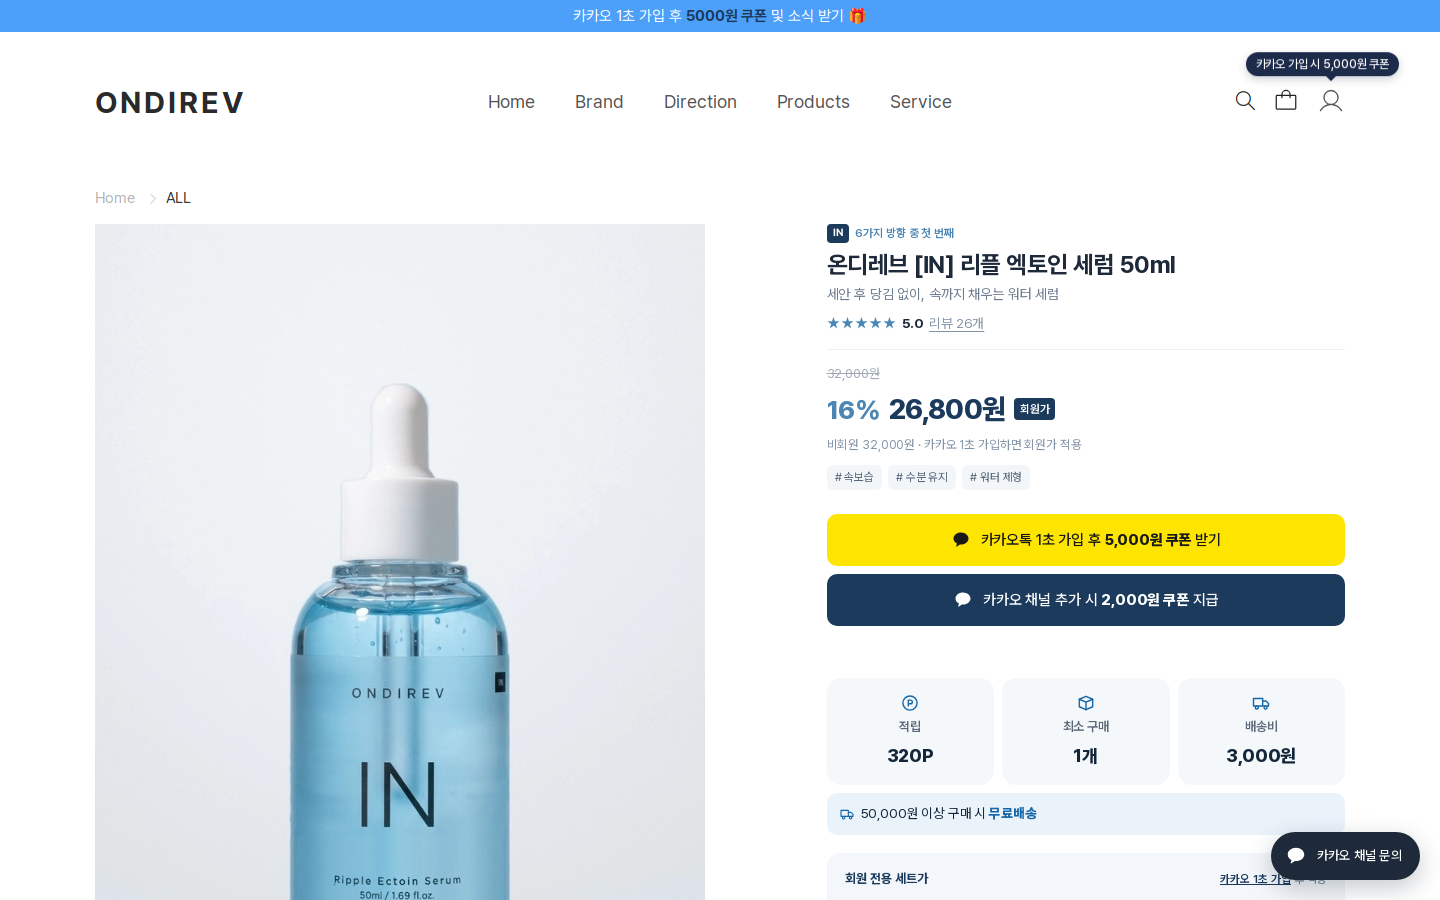 카카오 1초 가입 후 5000원 쿠폰 및 소식 받기 🎁
카카오 가입 시 5,000원 쿠폰
ONDIREV
Home
Brand
Direction
Products
Service
Home
ALL
ONDIREV
IN
Ripple Ectoin Serum
50ml / 1.69 fl.oz.
IN 6가지 방향 중 첫 번째
온디레브 [IN] 리플 엑토인 세럼 50ml
세안 후 당김 없이, 속까지 채우는 워터 세럼
★★★★★ 5.0 리뷰 26개
32,000원
16% 26,800원 회원가
비회원 32,000원 · 카카오 1초 가입하면 회원가 적용
# 속보습
# 수분 유지
# 워터 제형
카카오톡 1초 가입 후 5,000원 쿠폰 받기
카카오 채널 추가 시 2,000원 쿠폰 지급
적립
320P
최소 구매
1개
배송비
3,000원
50,000원 이상 구매 시 무료배송
회원 전용 세트가
카카오 1초 가입
카카오 채널 문의